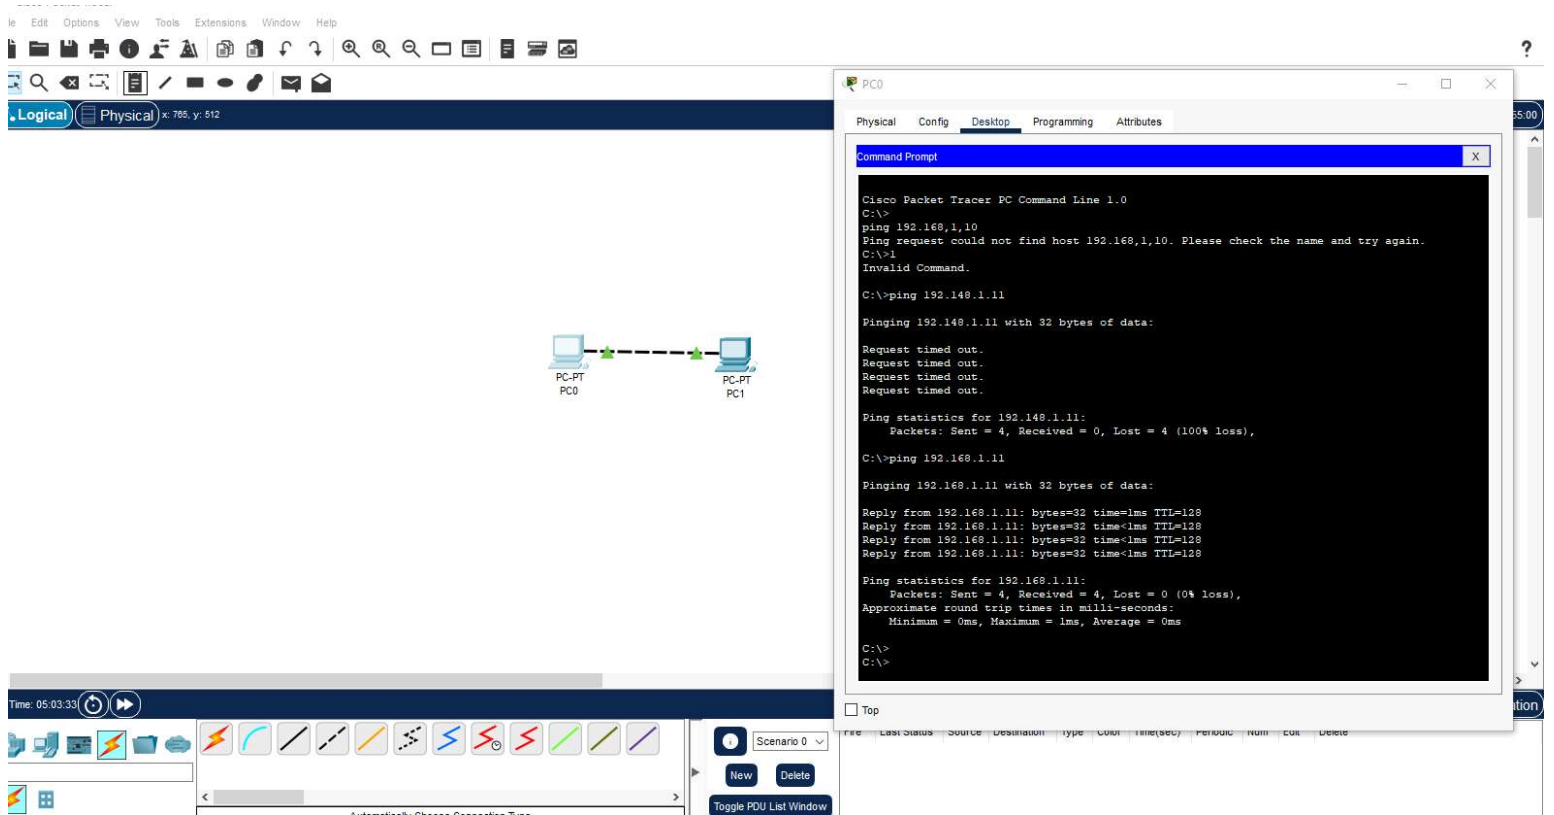 Edit Options View Tools Extensions Window Help
?
PC0
Logical Physical x: 765, y: 512
Physical Config Desktop Programming Attributes
Command Prompt
X
Cisco Packet Tracer PC Command Line 1.0
C:\>
ping 192.168,1,10
Ping request could not find host 192,168,1,10. Please check the name and try again.
C:\>1
Invalid Command.
C:\>ping 192.148.1.11
Pinging 192.148.1.11 with 32 bytes of data:
Request timed out.
Request timed out.
Request timed out.
Request timed out.
Ping statistics for 192.148.1.11:
Packets: Sent = 4, Received = 0, Lost = 4 (100% loss),
C:\>ping 192.168.1.11
Pinging 192.168.1.11 with 32 bytes of data:
Reply from 192.168.1.11: bytes=32 time=1ms TTL=128
Reply from 192.168.1.11: bytes=32 time<1ms TTL=128
Reply from 192.168.1.11: bytes=32 time<1ms TTL=128
Reply from 192.168.1.11: bytes=32 time<1ms TTL=128
Ping statistics for 192.168.1.11:
Packets: Sent = 4, Received = 4, Lost = 0 (0% loss),
Approximate round trip times in milli-seconds:
Minimum = 0ms, Maximum = 1ms, Average = 0ms
C:\>
C:\>
PC-PT
PC0
PC-PT
PC1
Time: 05:03:33
Top
Scenario 0
New Delete
Toggle PDU List Window
Fire Last Status Source Destination Type Color Time(sec) Periodic Num Edit Delete
Automatically Choose Connection Type